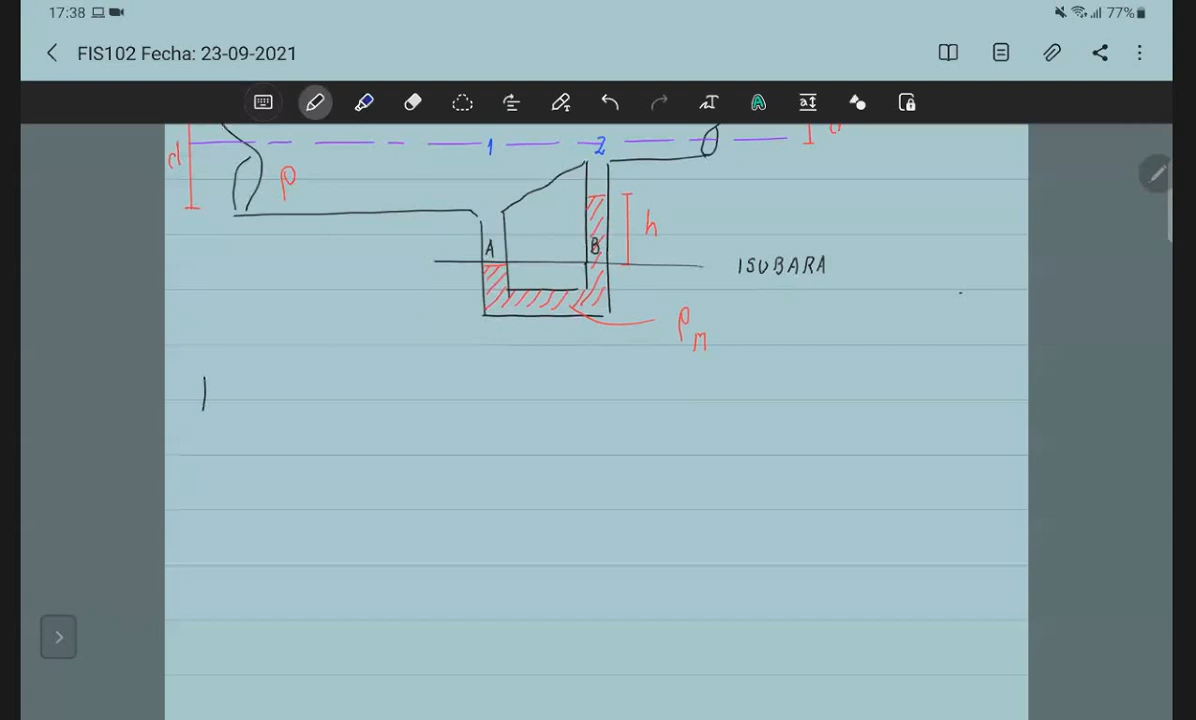 17:38 77%
FIS102 Fecha: 23-09-2021
d 1 2
ρ
h
A B
ISOBARA
ρM